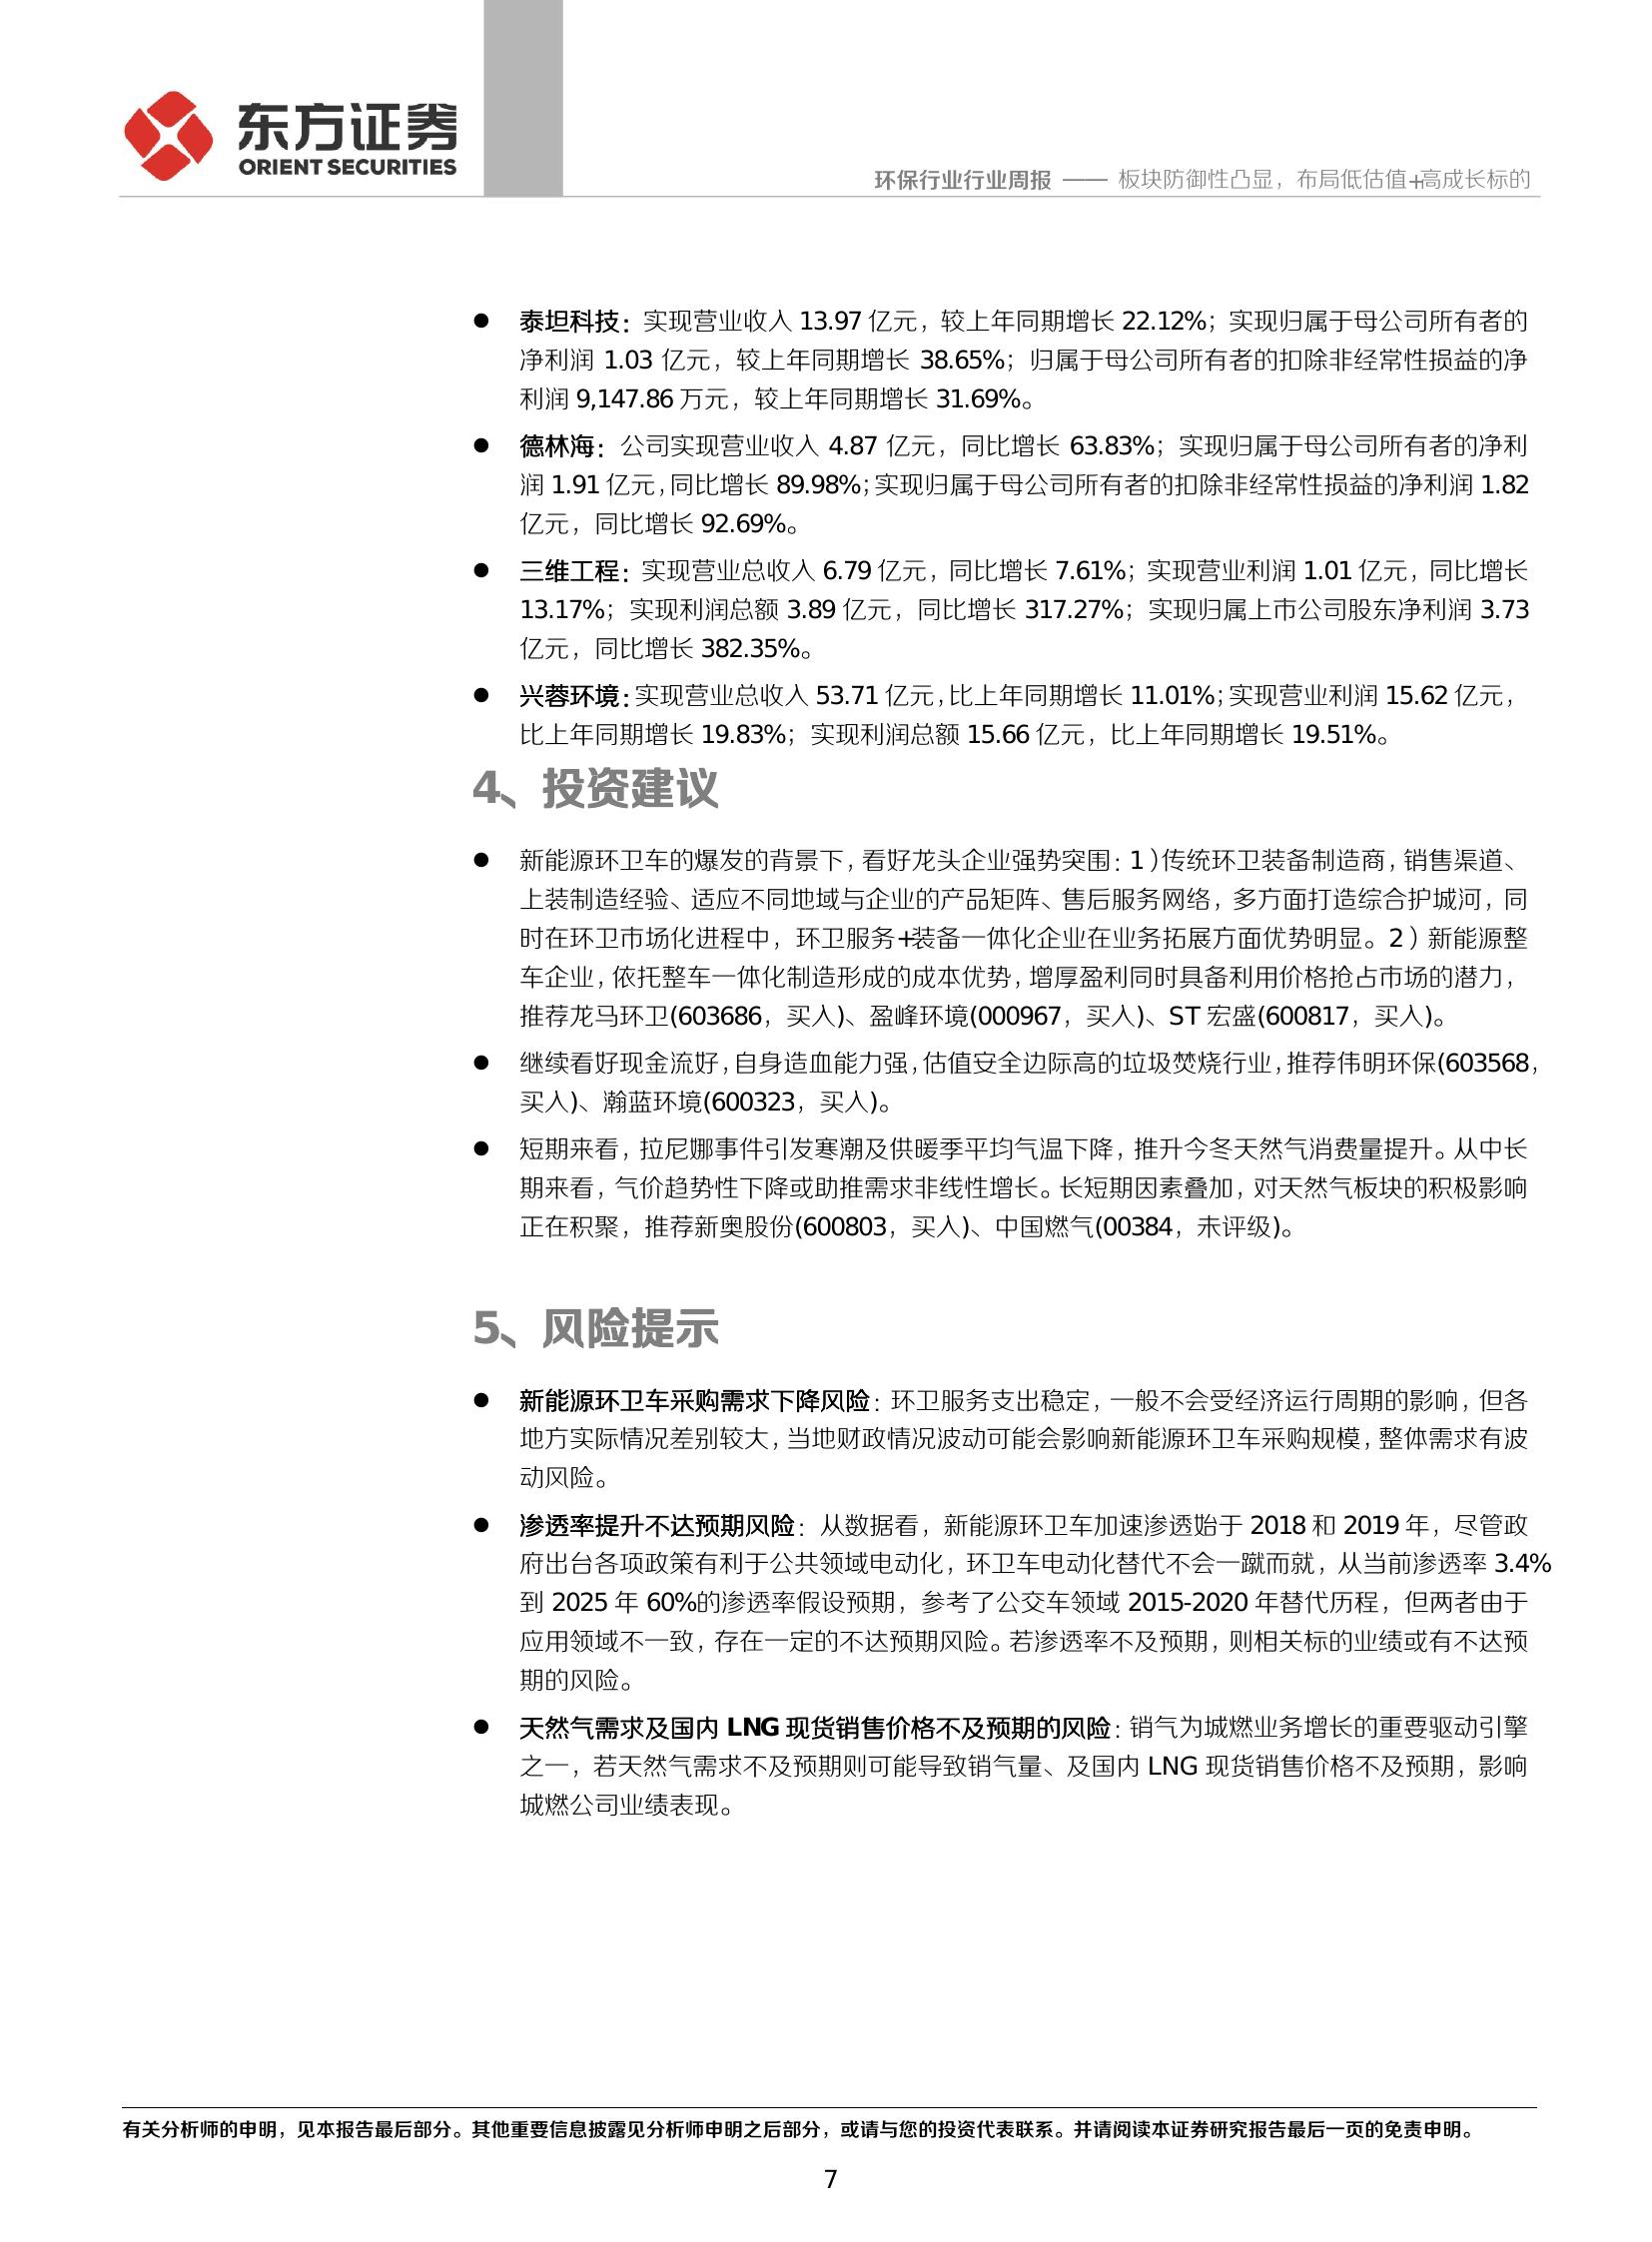 东方证券
ORIENT SECURITIES
环保行业行业周报 —— 板块防御性凸显，布局低估值+高成长标的
● 泰坦科技：实现营业收入 13.97 亿元，较上年同期增长 22.12%；实现归属于母公司所有者的
净利润 1.03 亿元，较上年同期增长 38.65%；归属于母公司所有者的扣除非经常性损益的净
利润 9,147.86 万元，较上年同期增长 31.69%。
● 德林海：公司实现营业收入 4.87 亿元，同比增长 63.83%；实现归属于母公司所有者的净利
润 1.91 亿元，同比增长 89.98%；实现归属于母公司所有者的扣除非经常性损益的净利润 1.82
亿元，同比增长 92.69%。
● 三维工程：实现营业总收入 6.79 亿元，同比增长 7.61%；实现营业利润 1.01 亿元，同比增长
13.17%；实现利润总额 3.89 亿元，同比增长 317.27%；实现归属上市公司股东净利润 3.73
亿元，同比增长 382.35%。
● 兴蓉环境：实现营业总收入 53.71 亿元，比上年同期增长 11.01%；实现营业利润 15.62 亿元，
比上年同期增长 19.83%；实现利润总额 15.66 亿元，比上年同期增长 19.51%。
4、投资建议
● 新能源环卫车的爆发的背景下，看好龙头企业强势突围：1）传统环卫装备制造商，销售渠道、
上装制造经验、适应不同地域与企业的产品矩阵、售后服务网络，多方面打造综合护城河，同
时在环卫市场化进程中，环卫服务+装备一体化企业在业务拓展方面优势明显。2）新能源整
车企业，依托整车一体化制造形成的成本优势，增厚盈利同时具备利用价格抢占市场的潜力，
推荐龙马环卫(603686，买入)、盈峰环境(000967，买入)、ST 宏盛(600817，买入)。
● 继续看好现金流好，自身造血能力强，估值安全边际高的垃圾焚烧行业，推荐伟明环保(603568，
买入)、瀚蓝环境(600323，买入)。
● 短期来看，拉尼娜事件引发寒潮及供暖季平均气温下降，推升今冬天然气消费量提升。从中长
期来看，气价趋势性下降或助推需求非线性增长。长短期因素叠加，对天然气板块的积极影响
正在积聚，推荐新奥股份(600803，买入)、中国燃气(00384，未评级)。
5、风险提示
● 新能源环卫车采购需求下降风险：环卫服务支出稳定，一般不会受经济运行周期的影响，但各
地方实际情况差别较大，当地财政情况波动可能会影响新能源环卫车采购规模，整体需求有波
动风险。
● 渗透率提升不达预期风险：从数据看，新能源环卫车加速渗透始于 2018 和 2019 年，尽管政
府出台各项政策有利于公共领域电动化，环卫车电动化替代不会一蹴而就，从当前渗透率 3.4%
到 2025 年 60%的渗透率假设预期，参考了公交车领域 2015-2020 年替代历程，但两者由于
应用领域不一致，存在一定的不达预期风险。若渗透率不及预期，则相关标的业绩或有不达预
期的风险。
● 天然气需求及国内 LNG 现货销售价格不及预期的风险：销气为城燃业务增长的重要驱动引擎
之一，若天然气需求不及预期则可能导致销气量、及国内 LNG 现货销售价格不及预期，影响
城燃公司业绩表现。
有关分析师的申明，见本报告最后部分。其他重要信息披露见分析师申明之后部分，或请与您的投资代表联系。并请阅读本证券研究报告最后一页的免责申明。
7